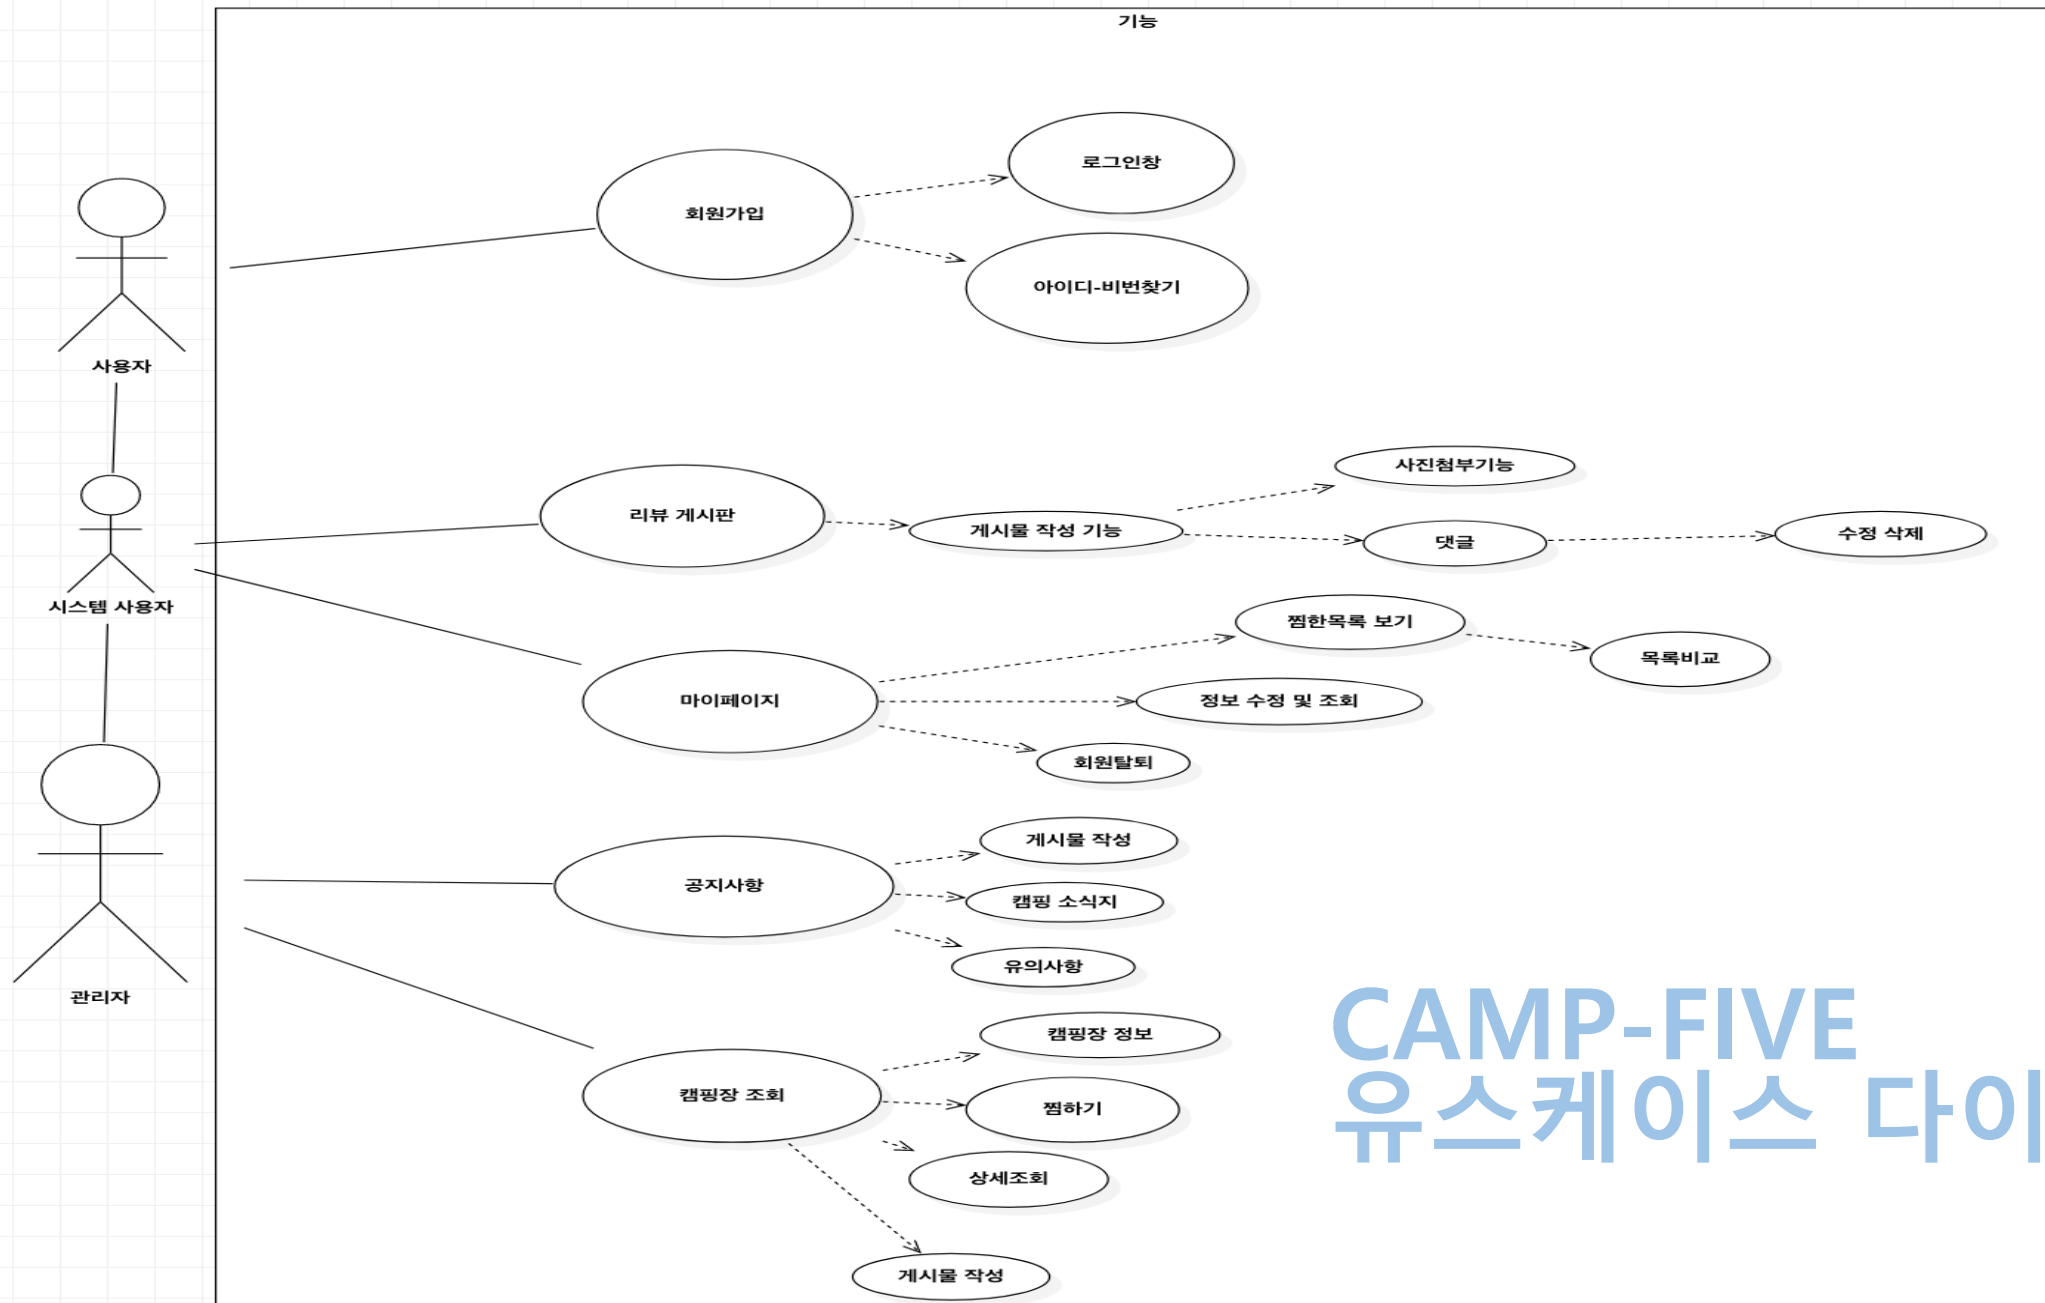 기능
로그인창
회원가입
아이디-비번찾기
사용자
사진첨부기능
리뷰 게시판
게시물 작성 기능
댓글
수정 삭제
시스템 사용자
찜한목록 보기
목록비교
마이페이지
정보 수정 및 조회
회원탈퇴
게시물 작성
공지사항
캠핑 소식지
유의사항
관리자
캠핑장 정보
캠핑장 조회
찜하기
상세조회
게시물 작성
CAMP-FIVE
유스케이스 다이